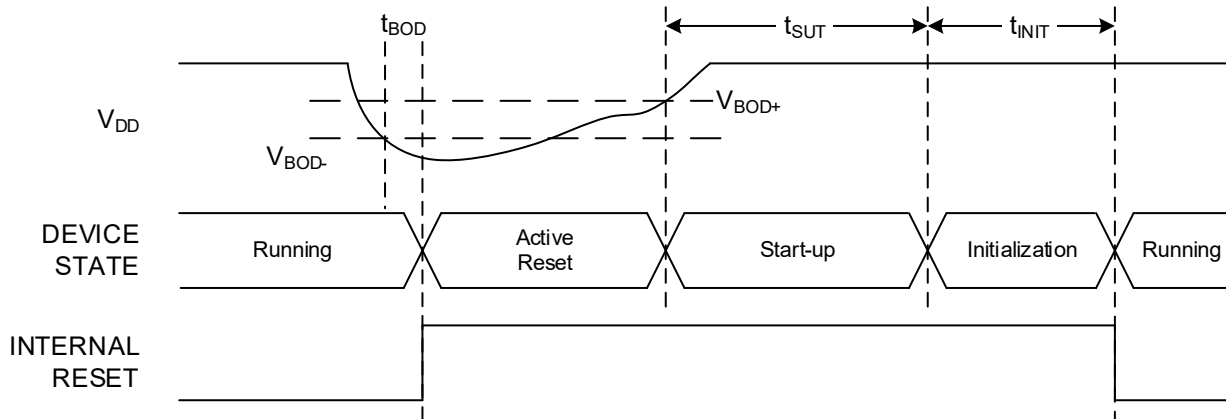 tBOD
tSUT
tINIT
VDD
VBOD+
VBOD-
DEVICE
STATE
Running
Active
Reset
Start-up
Initialization
Running
INTERNAL
RESET